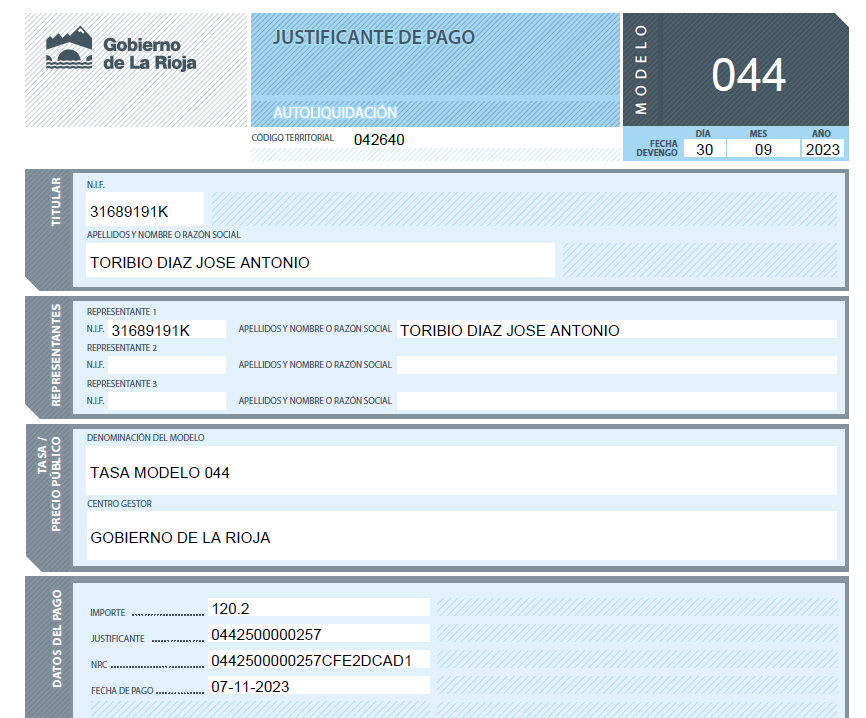 Gobierno
de La Rioja
JUSTIFICANTE DE PAGO
AUTOLIQUIDACIÓN
MODELO
044
CÓDIGO TERRITORIAL 042640
FECHA
DEVENGO
DÍA MES AÑO
30 09 2023
TITULAR
N.I.F.
31689191K
APELLIDOS Y NOMBRE O RAZÓN SOCIAL
TORIBIO DIAZ JOSE ANTONIO
REPRESENTANTES
REPRESENTANTE 1
N.I.F. 31689191K APELLIDOS Y NOMBRE O RAZÓN SOCIAL TORIBIO DIAZ JOSE ANTONIO
REPRESENTANTE 2
N.I.F. APELLIDOS Y NOMBRE O RAZÓN SOCIAL
REPRESENTANTE 3
N.I.F. APELLIDOS Y NOMBRE O RAZÓN SOCIAL
TASA /
PRECIO PÚBLICO
DENOMINACIÓN DEL MODELO
TASA MODELO 044
CENTRO GESTOR
GOBIERNO DE LA RIOJA
DATOS DEL PAGO
IMPORTE 120.2
JUSTIFICANTE 0442500000257
NRC 0442500000257CFE2DCAD1
FECHA DE PAGO 07-11-2023